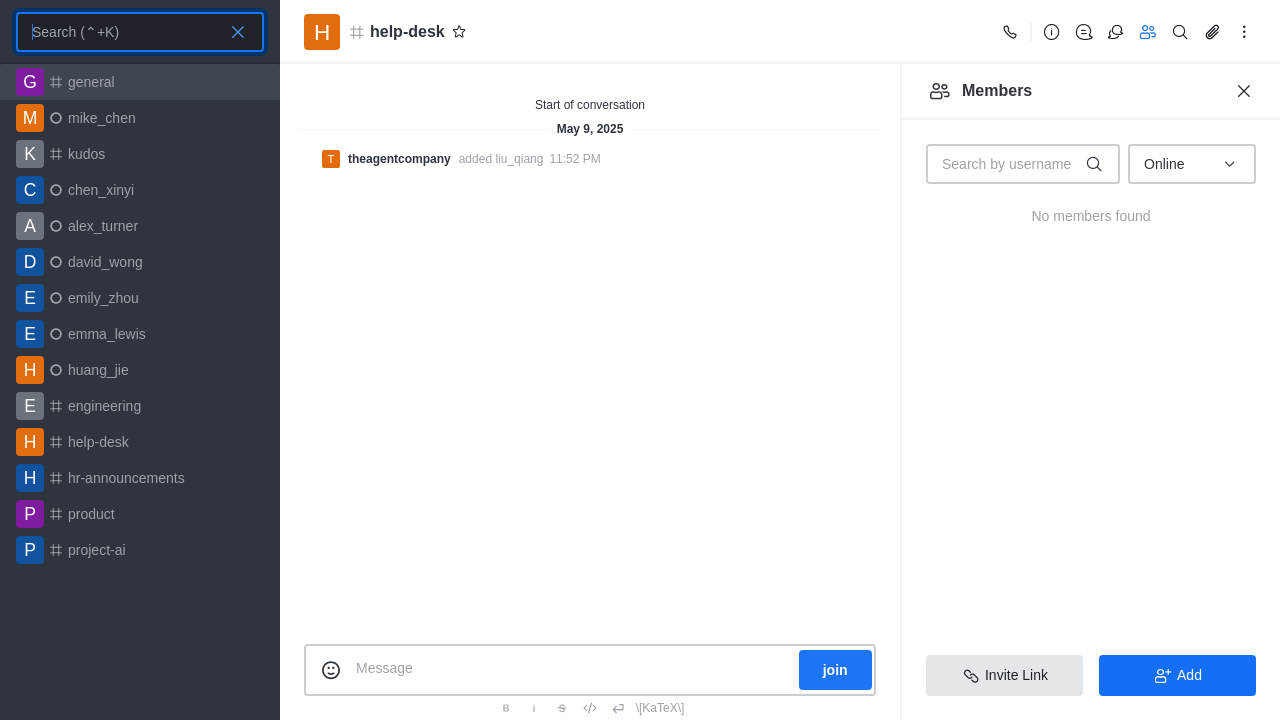 Search (⌃+K)
G general
M mike_chen
K kudos
C chen_xinyi
A alex_turner
D david_wong
E emily_zhou
E emma_lewis
H huang_jie
E engineering
H help-desk
H hr-announcements
P product
P project-ai
H help-desk
Start of conversation
May 9, 2025
T theagentcompany added liu_qiang 11:52 PM
Message
join
B i S \[KaTeX\]
Members
Search by username
Online
No members found
Invite Link
Add